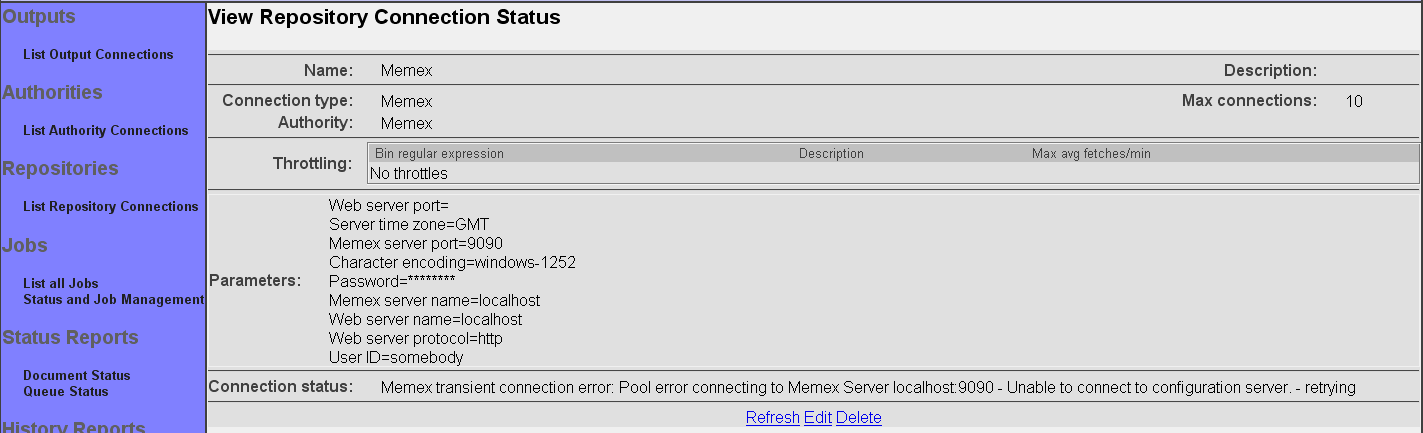 Outputs
List Output Connections
Authorities
List Authority Connections
Repositories
List Repository Connections
Jobs
List all Jobs
Status and Job Management
Status Reports
Document Status
Queue Status
History Reports
View Repository Connection Status
Name: Memex Description:
Connection type: Memex Max connections: 10
Authority: Memex
Throttling: Bin regular expression Description Max avg fetches/min
No throttles
Parameters:
Web server port=
Server time zone=GMT
Memex server port=9090
Character encoding=windows-1252
Password=********
Memex server name=localhost
Web server name=localhost
Web server protocol=http
User ID=somebody
Connection status: Memex transient connection error: Pool error connecting to Memex Server localhost:9090 - Unable to connect to configuration server. - retrying
Refresh Edit Delete